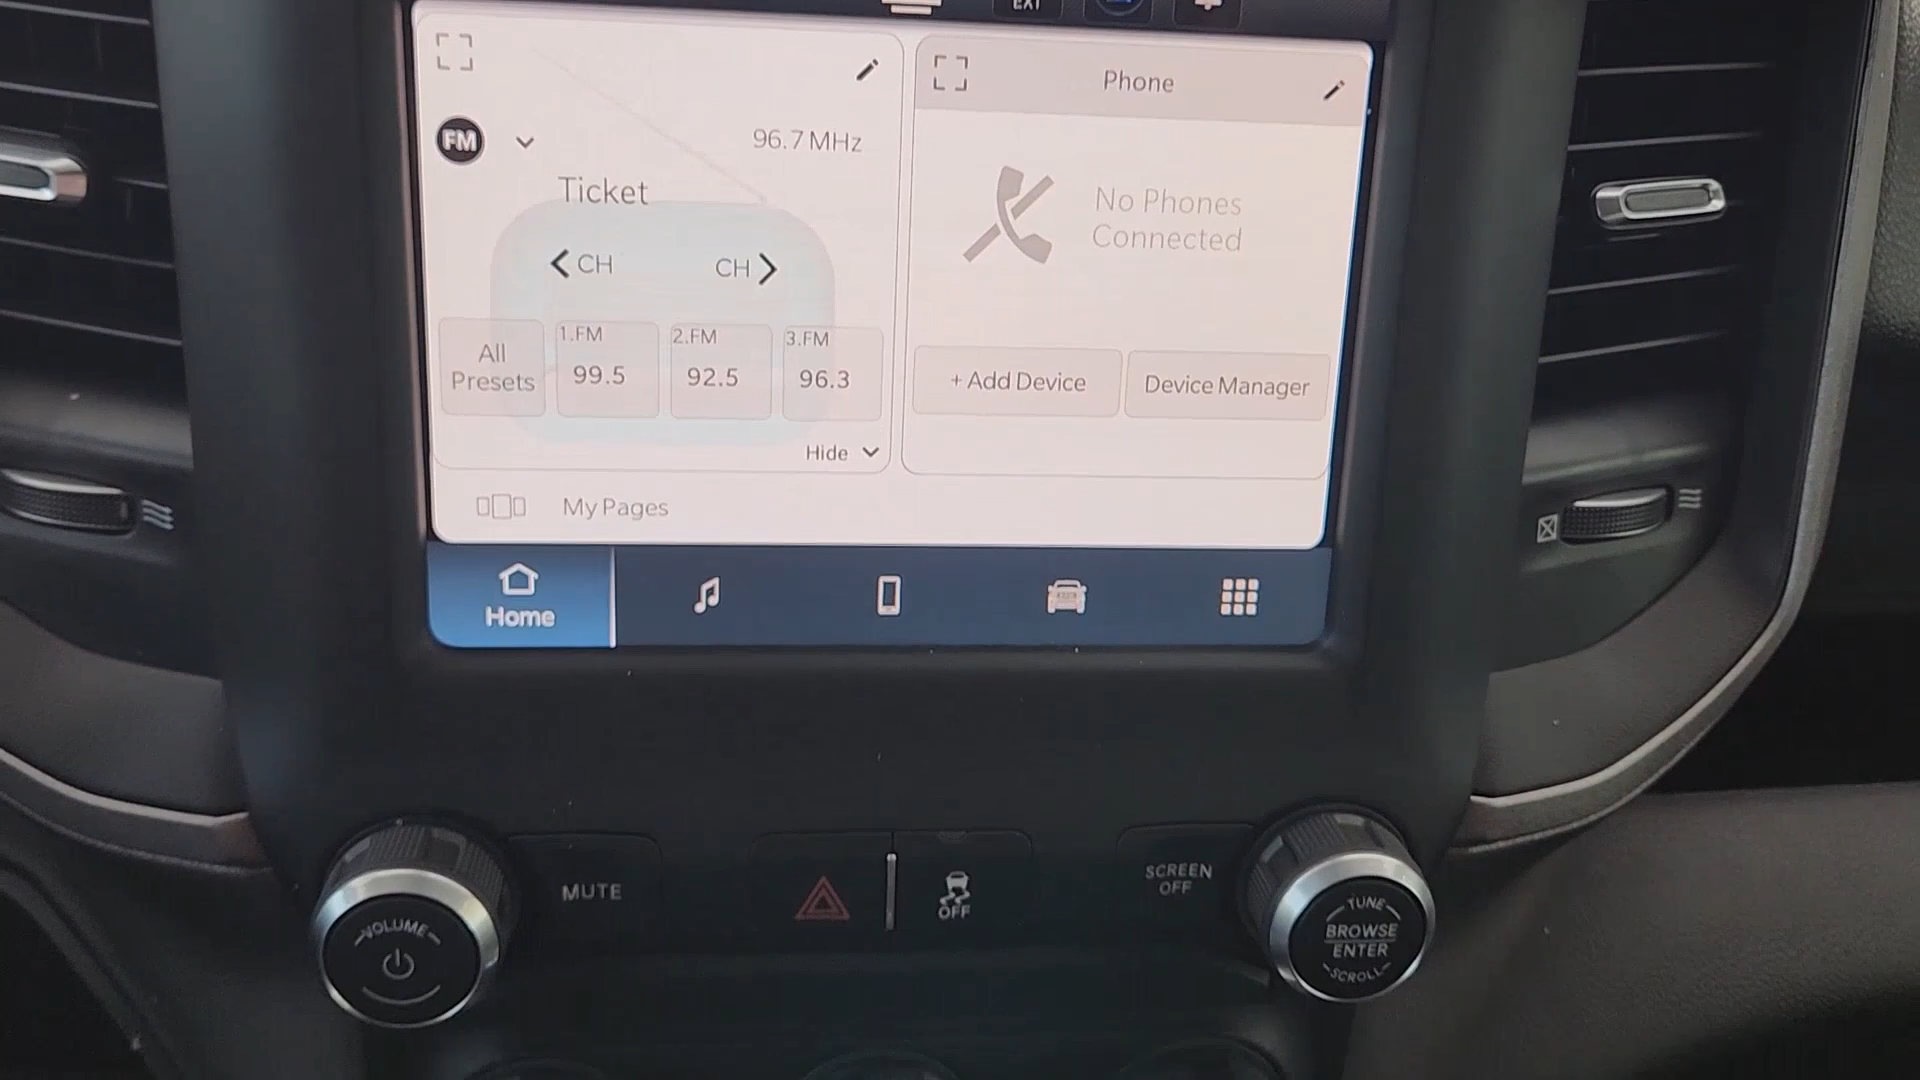 EXT
Phone
FM
96.7 MHz
Ticket
No Phones
Connected
CH
CH
All
Presets
1.FM
99.5
2.FM
92.5
3.FM
96.3
+ Add Device
Device Manager
Hide
My Pages
Home
MUTE
OFF
SCREEN
OFF
VOLUME
TUNE
BROWSE
ENTER
SCROLL